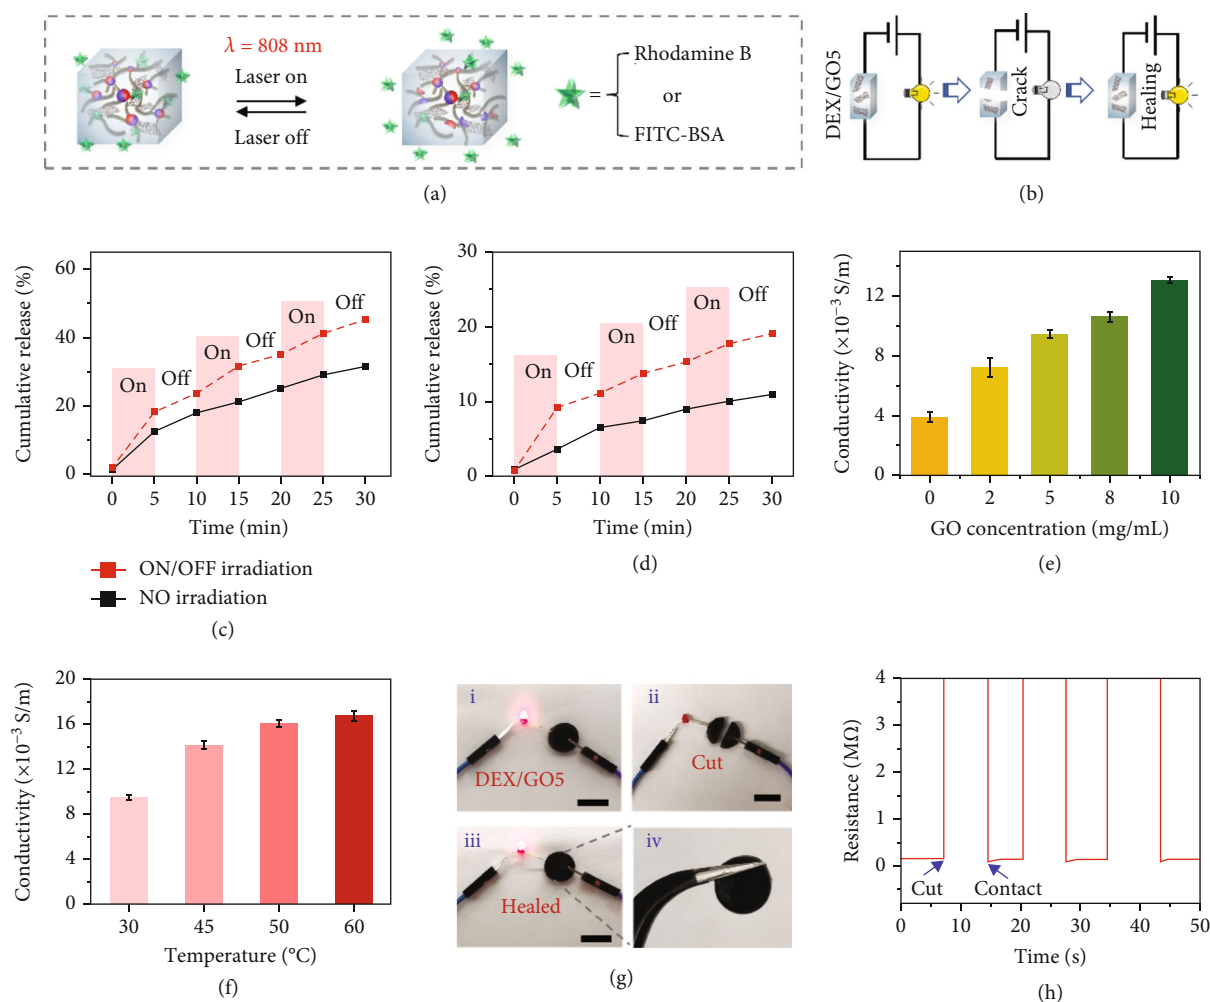 λ = 808 nm
Laser on
Laser off
=
Rhodamine B
or
FITC-BSA
(a)
DEX/GO5
Crack
Healing
(b)
Cumulative release (%)
60
40
20
0
On
Off
On
Off
On
Off
0 5 10 15 20 25 30
Time (min)
ON/OFF irradiation
NO irradiation
(c)
Cumulative release (%)
30
20
10
0
On
Off
On
Off
On
Off
0 5 10 15 20 25 30
Time (min)
(d)
Conductivity (×10⁻³ S/m)
12
8
4
0
0 2 5 8 10
GO concentration (mg/mL)
(e)
Conductivity (×10⁻³ S/m)
20
16
12
8
4
0
30 45 50 60
Temperature (°C)
(f)
i
DEX/GO5
ii
Cut
iii
Healed
iv
(g)
Resistance (MΩ)
4
3
2
1
0
Cut
Contact
0 10 20 30 40 50
Time (s)
(h)